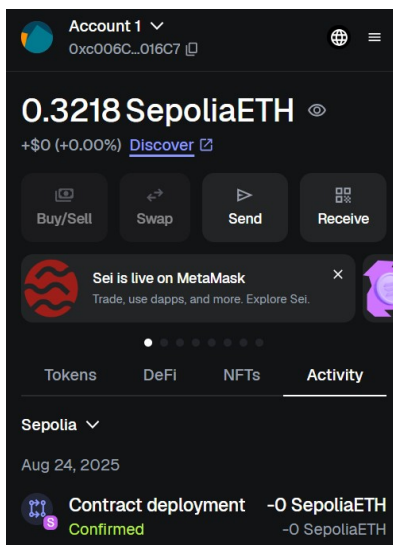 Account 1
0xc006C...016C7
0.3218 SepoliaETH
+$0 (+0.00%) Discover
Buy/Sell
Swap
Send
Receive
Sei is live on MetaMask
Trade, use dapps, and more. Explore Sei.
Tokens
DeFi
NFTs
Activity
Sepolia
Aug 24, 2025
Contract deployment -0 SepoliaETH
S
Confirmed -0 SepoliaETH